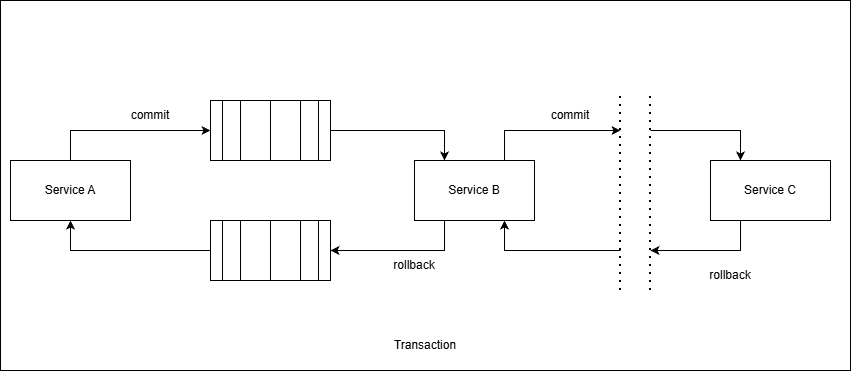 commit
commit
Service A
Service B
Service C
rollback
rollback
Transaction